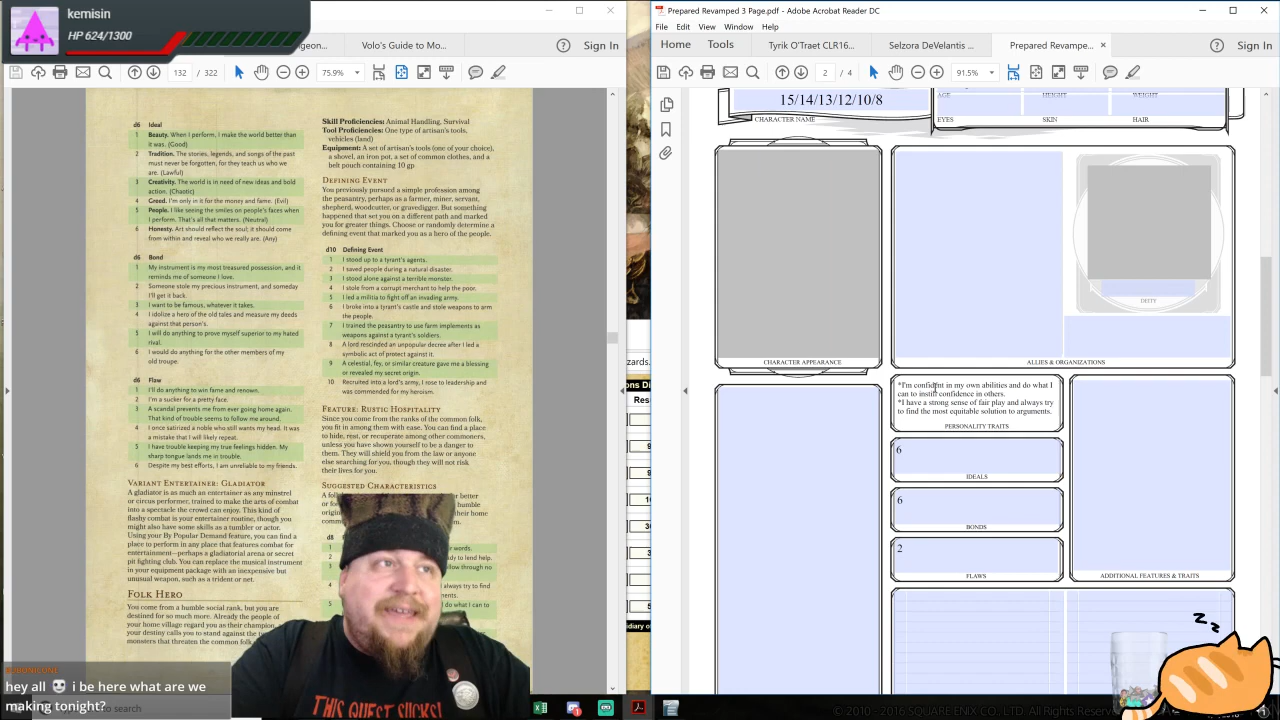 kemisin
HP 624/1300
Volo's Guide to Mo...
Sign In
132 / 322
75.9%
d6 Ideal
1 Beauty. When I perform, I make the world better than
it was. (Good)
2 Tradition. The stories, legends, and songs of the past
must never be forgotten, for they teach us who we
are. (Lawful)
3 Creativity. The world is in need of new ideas and bold
action. (Chaotic)
4 Greed. I'm only in it for the money and fame. (Evil)
5 People. I like seeing the smiles on people's faces when
I perform. That's all that matters. (Neutral)
6 Honesty. Art should reflect the soul; it should come
from within and reveal who we really are. (Any)
d6 Bond
1 My instrument is my most treasured possession, and it
reminds me of someone I love.
2 Someone stole my precious instrument, and someday
I'll get it back.
3 I want to be famous, whatever it takes.
4 I idolize a hero of the old tales and measure my deeds
against that person's.
5 I will do anything to prove myself superior to my hated
rival.
6 I would do anything for the other members of my
old troupe.
d6 Flaw
1 I'll do anything to win fame and renown.
2 I'm a sucker for a pretty face.
3 A scandal prevents me from ever going home again.
That kind of trouble seems to follow me around.
4 I once satirized a noble who still wants my head. It was
a mistake that I will likely repeat.
5 I have trouble keeping my true feelings hidden. My
sharp tongue lands me in trouble.
6 Despite my best efforts, I am unreliable to my friends.
Variant Entertainer: Gladiator
A gladiator is as much an entertainer as any minstrel
or circus performer, trained to make the arts of combat
into a spectacle the crowd can enjoy. This kind of
flashy combat is your entertainer routine, though you
might also have some skills as a tumbler or actor.
Using your By Popular Demand feature, you can find a
place to perform in any place that features combat for
entertainment—perhaps a gladiatorial arena or secret
pit fighting club. You can replace the musical instrument
in your equipment package with an inexpensive but
unusual weapon, such as a trident or net.
Folk Hero
You come from a humble social rank, but you are
destined for so much more. Already the people of
your home village regard you as their champion,
your destiny calls you to stand against the
monsters that threaten the common folk
Skill Proficiencies: Animal Handling, Survival
Tool Proficiencies: One type of artisan's tools,
vehicles (land)
Equipment: A set of artisan's tools (one of your choice),
a shovel, an iron pot, a set of common clothes, and a
belt pouch containing 10 gp
Defining Event
You previously pursued a simple profession among
the peasantry, perhaps as a farmer, miner, servant,
shepherd, woodcutter, or gravedigger. But something
happened that set you on a different path and marked
you for greater things. Choose or randomly determine a
defining event that marked you as a hero of the people.
d10 Defining Event
1 I stood up to a tyrant's agents.
2 I saved people during a natural disaster.
3 I stood alone against a terrible monster.
4 I stole from a corrupt merchant to help the poor.
5 I led a militia to fight off an invading army.
6 I broke into a tyrant's castle and stole weapons to arm
the people.
7 I trained the peasantry to use farm implements as
weapons against a tyrant's soldiers.
8 A lord rescinded an unpopular decree after I led a
symbolic act of protect against it.
9 A celestial, fey, or similar creature gave me a blessing
or revealed my secret origin.
10 Recruited into a lord's army, I rose to leadership and
was commended for my heroism.
Feature: Rustic Hospitality
Since you come from the ranks of the common folk,
you fit in among them with ease. You can find a
place to hide, rest, or recuperate among other commoners,
unless you have shown yourself to be a danger to
them. They will shield you from the law or anyone
else searching for you, though they will not risk
their lives for you.
Suggested Characteristics
d8
1
2
3
4
5
THIS QUEST SUCKS!
hey all i be here what are we
making tonight?
Prepared Revamped 3 Page.pdf - Adobe Acrobat Reader DC
File Edit View Window Help
Home Tools Tyrik O'Traet CLR16... Selzora DeVelantis ... Prepared Revampe... × Sign In
2 / 4 91.5%
15/14/13/12/10/8
CHARACTER NAME
AGE HEIGHT WEIGHT
EYES SKIN HAIR
DEITY
CHARACTER APPEARANCE
ALLIES & ORGANIZATIONS
*I'm confident in my own abilities and do what I
can to instill confidence in others.
*I have a strong sense of fair play and always try
to find the most equitable solution to arguments.
PERSONALITY TRAITS
6
IDEALS
6
BONDS
2
FLAWS
ADDITIONAL FEATURES & TRAITS
z z z
© 2010 - 2016 SQUARE ENIX CO., LTD.